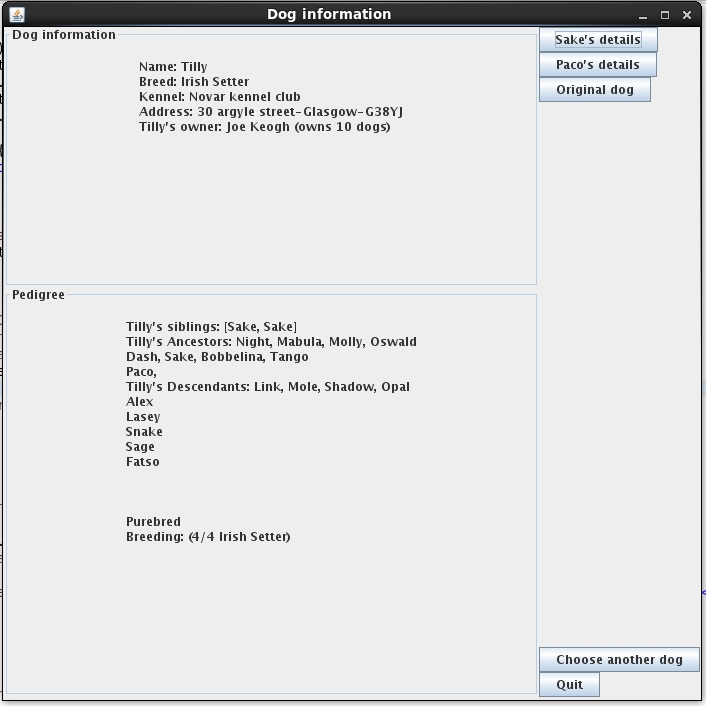 Dog information
Dog information
Name: Tilly
Breed: Irish Setter
Kennel: Novar kennel club
Address: 30 argyle street-Glasgow-G38YJ
Tilly's owner: Joe Keogh (owns 10 dogs)
Sake's details
Paco's details
Original dog
Pedigree
Tilly's siblings: [Sake, Sake]
Tilly's Ancestors: Night, Mabula, Molly, Oswald
Dash, Sake, Bobbelina, Tango
Paco,
Tilly's Descendants: Link, Mole, Shadow, Opal
Alex
Lasey
Snake
Sage
Fatso
Purebred
Breeding: (4/4 Irish Setter)
Choose another dog
Quit